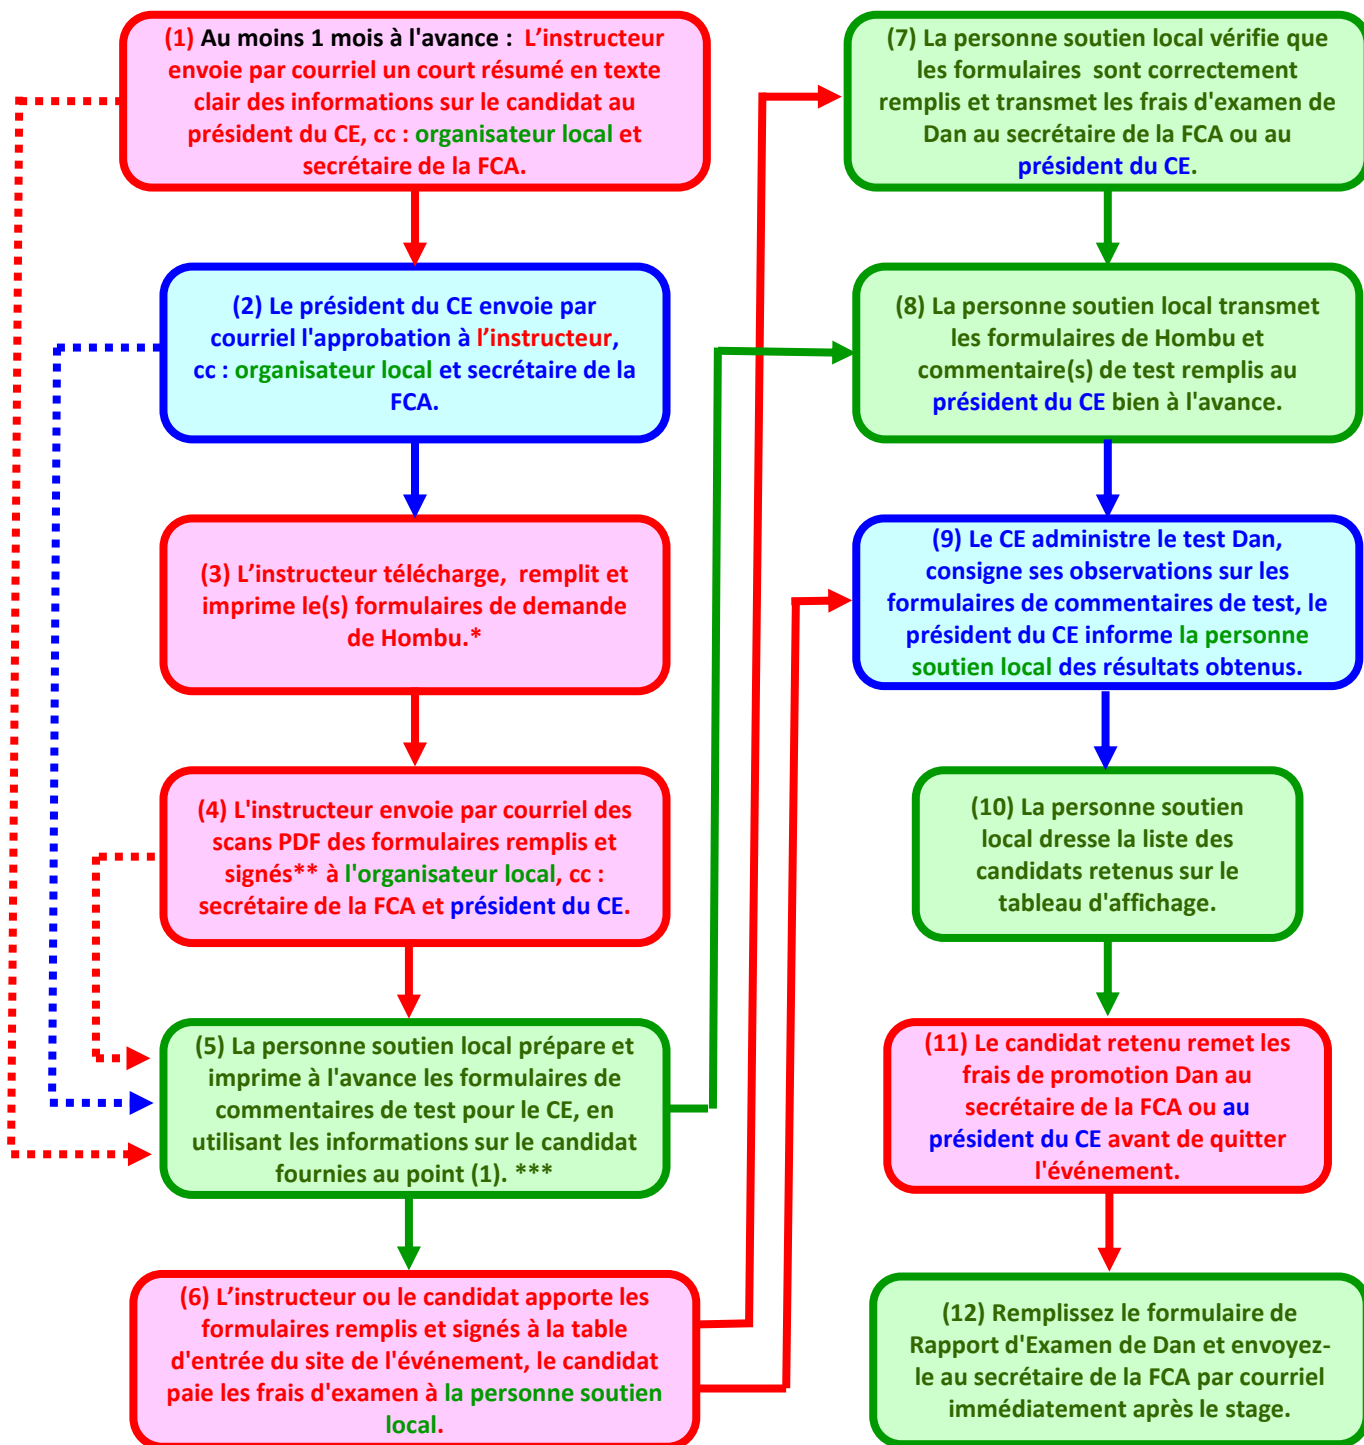 (1) Au moins 1 mois à l'avance : L’instructeur
envoie par courriel un court résumé en texte
clair des informations sur le candidat au
président du CE, cc : organisateur local et
secrétaire de la FCA.
(2) Le président du CE envoie par
courriel l'approbation à l’instructeur,
cc : organisateur local et secrétaire de la
FCA.
(3) L’instructeur télécharge, remplit et
imprime le(s) formulaires de demande
de Hombu.*
(4) L'instructeur envoie par courriel des
scans PDF des formulaires remplis et
signés** à l'organisateur local, cc :
secrétaire de la FCA et président du CE.
(5) La personne soutien local prépare et
imprime à l'avance les formulaires de
commentaires de test pour le CE, en
utilisant les informations sur le candidat
fournies au point (1). ***
(6) L’instructeur ou le candidat apporte les
formulaires remplis et signés à la table
d'entrée du site de l'événement, le candidat
paie les frais d'examen à la personne soutien
local.
(7) La personne soutien local vérifie que
les formulaires sont correctement
remplis et transmet les frais d'examen de
Dan au secrétaire de la FCA ou au
président du CE.
(8) La personne soutien local transmet
les formulaires de Hombu et
commentaire(s) de test remplis au
président du CE bien à l'avance.
(9) Le CE administre le test Dan,
consigne ses observations sur les
formulaires de commentaires de test, le
président du CE informe la personne
soutien local des résultats obtenus.
(10) La personne soutien
local dresse la liste des
candidats retenus sur le
tableau d'affichage.
(11) Le candidat retenu remet les
frais de promotion Dan au
secrétaire de la FCA ou au
président du CE avant de quitter
l'événement.
(12) Remplissez le formulaire de
Rapport d'Examen de Dan et envoyez-
le au secrétaire de la FCA par courriel
immédiatement après le stage.